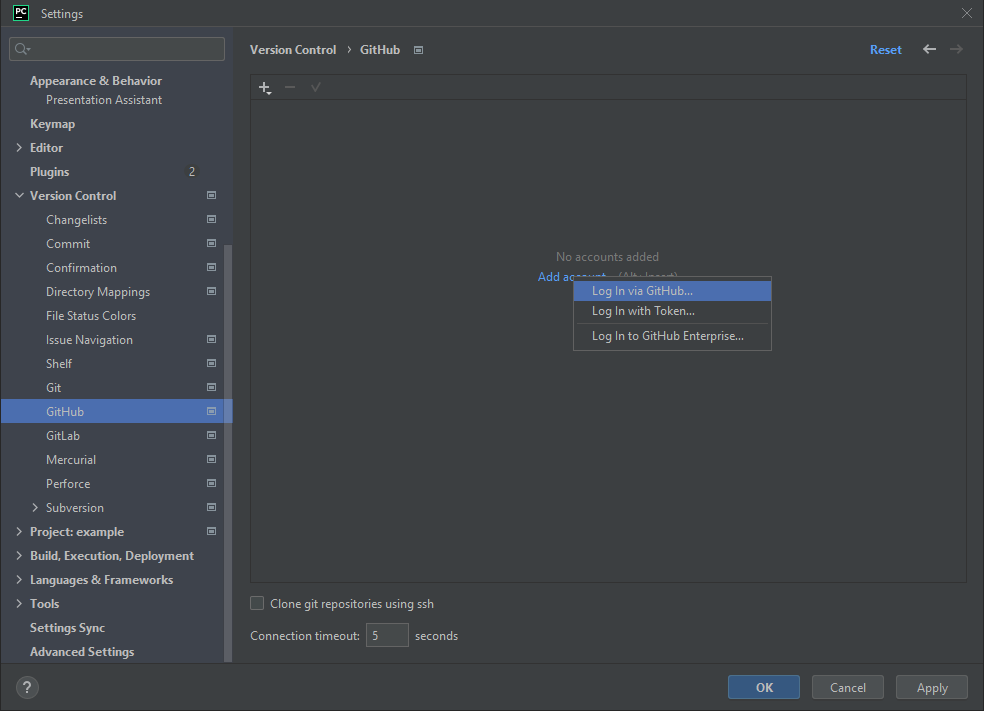 PC Settings
Appearance & Behavior
Presentation Assistant
Keymap
Editor
Plugins 2
Version Control
Changelists
Commit
Confirmation
Directory Mappings
File Status Colors
Issue Navigation
Shelf
Git
GitHub
GitLab
Mercurial
Perforce
Subversion
Project: example
Build, Execution, Deployment
Languages & Frameworks
Tools
Settings Sync
Advanced Settings
Version Control › GitHub
Reset
No accounts added
Add account... (Alt+Insert)
Log In via GitHub...
Log In with Token...
Log In to GitHub Enterprise...
Clone git repositories using ssh
Connection timeout: 5 seconds
?
OK Cancel Apply